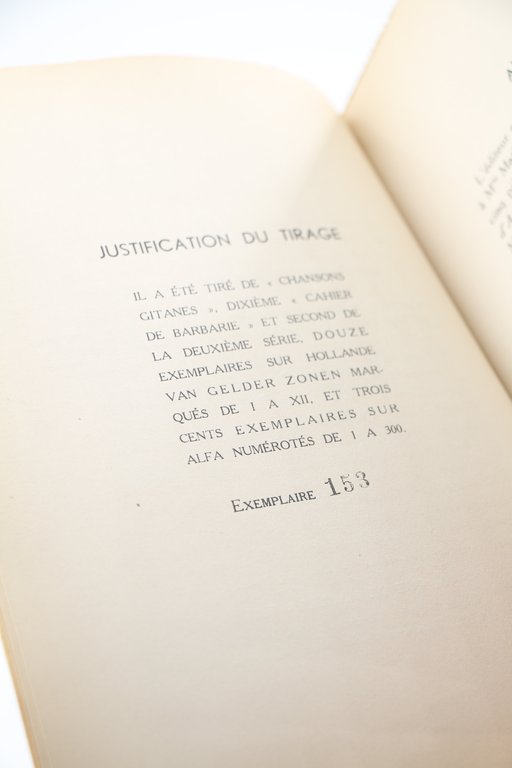 JUSTIFICATION DU TIRAGE
IL A ÉTÉ TIRÉ DE « CHANSONS
GITANES », DIXIÈME « CAHIER
DE BARBARIE » ET SECOND DE
LA DEUXIÈME SÉRIE, DOUZE
EXEMPLAIRES SUR HOLLANDE
VAN GELDER ZONEN MAR-
QUÉS DE I A XII, ET TROIS
CENTS EXEMPLAIRES SUR
ALFA NUMÉROTÉS DE 1 A 300.
EXEMPLAIRE 153
L'éditeur
à Mme